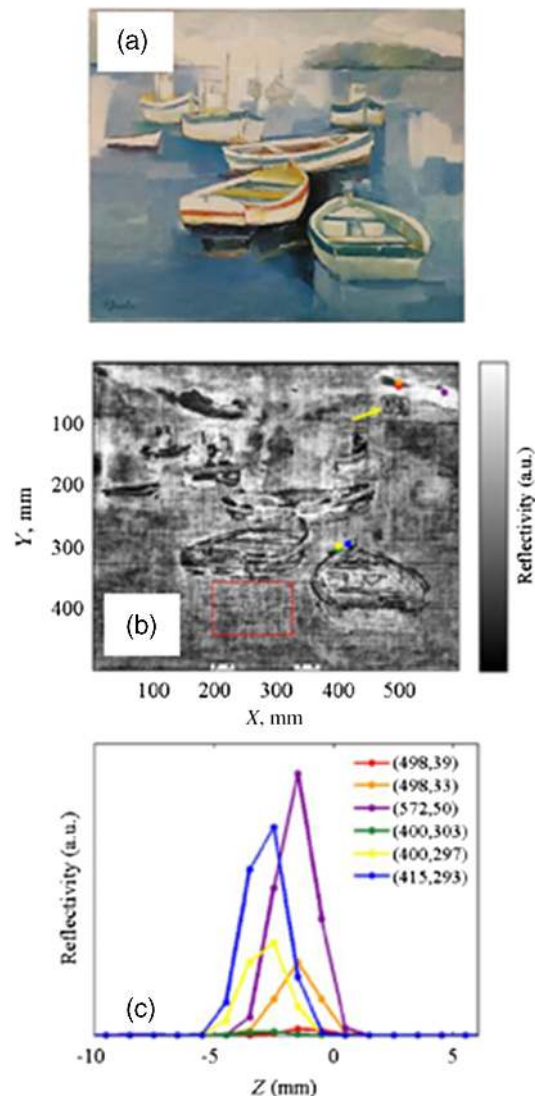 (a)
100
200
300
400
Y, mm
(b)
100 200 300 400 500
X, mm
Reflectivity (a.u.)
(498,39)
(498,33)
(572,50)
(400,303)
(400,297)
(415,293)
Reflectivity (a.u.)
(c)
-10 -5 0 5
Z (mm)